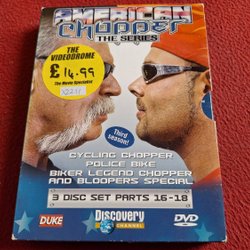 AMERICAN
Chopper
THE SERIES
THE
VIDEODROME
£14.99
The Movie Specialist
Third
season!
CYCLING CHOPPER
POLICE BIKE
BIKER LEGEND CHOPPER
AND BLOOPERS SPECIAL
3 DISC SET PARTS 16-18
DUKE
Discovery
CHANNEL
DVD